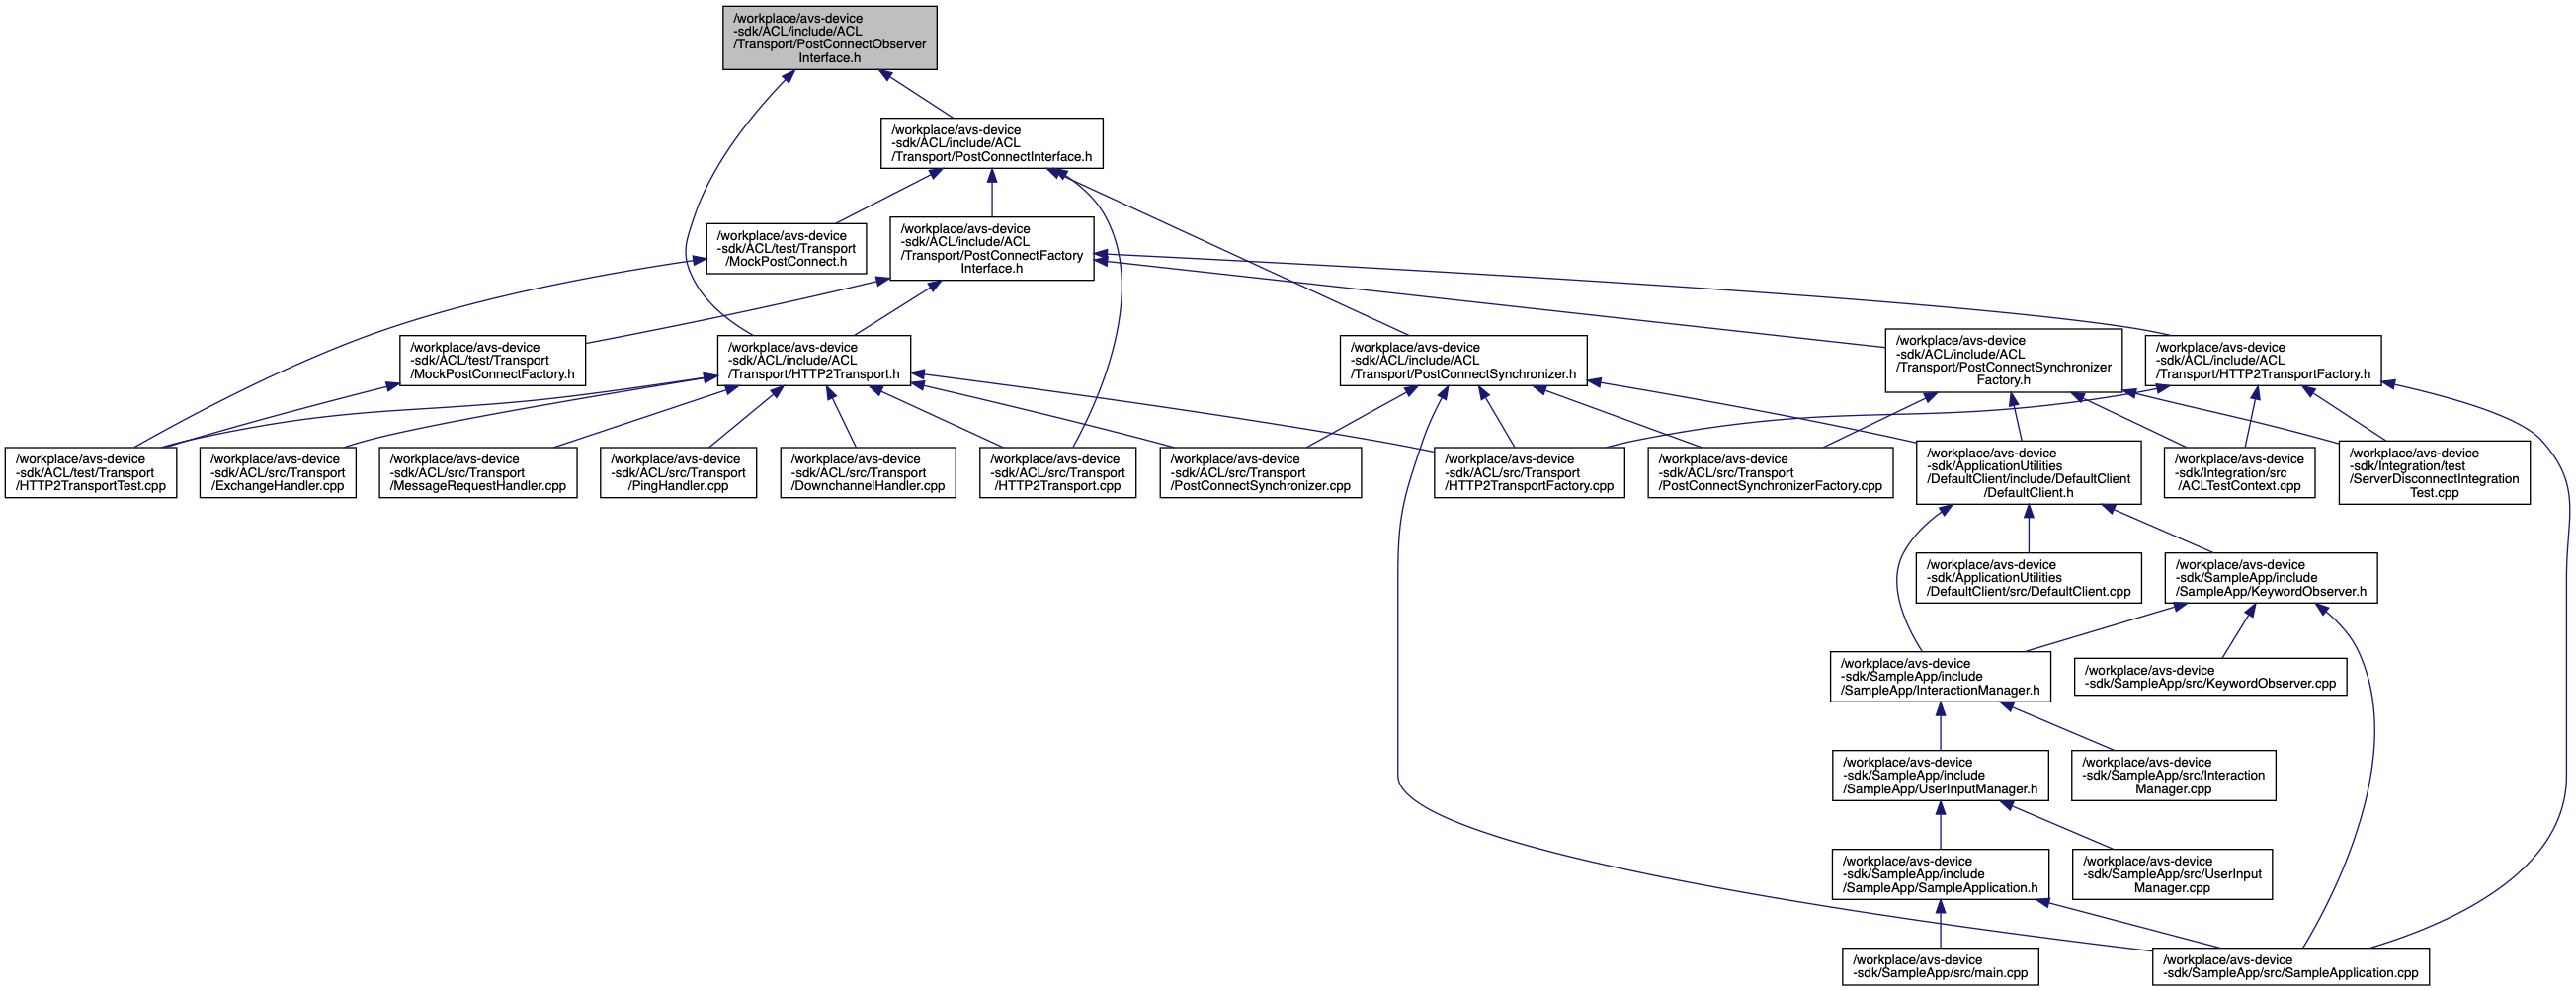 /workplace/avs-device
-sdk/ACL/include/ACL
/Transport/PostConnectObserver
Interface.h
/workplace/avs-device
-sdk/ACL/include/ACL
/Transport/PostConnectInterface.h
/workplace/avs-device
-sdk/ACL/test/Transport
/MockPostConnect.h
/workplace/avs-device
-sdk/ACL/include/ACL
/Transport/PostConnectFactory
Interface.h
/workplace/avs-device
-sdk/ACL/test/Transport
/MockPostConnectFactory.h
/workplace/avs-device
-sdk/ACL/include/ACL
/Transport/HTTP2Transport.h
/workplace/avs-device
-sdk/ACL/include/ACL
/Transport/PostConnectSynchronizer.h
/workplace/avs-device
-sdk/ACL/include/ACL
/Transport/PostConnectSynchronizer
Factory.h
/workplace/avs-device
-sdk/ACL/include/ACL
/Transport/HTTP2TransportFactory.h
/workplace/avs-device
-sdk/ACL/test/Transport
/HTTP2TransportTest.cpp
/workplace/avs-device
-sdk/ACL/src/Transport
/ExchangeHandler.cpp
/workplace/avs-device
-sdk/ACL/src/Transport
/MessageRequestHandler.cpp
/workplace/avs-device
-sdk/ACL/src/Transport
/PingHandler.cpp
/workplace/avs-device
-sdk/ACL/src/Transport
/DownchannelHandler.cpp
/workplace/avs-device
-sdk/ACL/src/Transport
/HTTP2Transport.cpp
/workplace/avs-device
-sdk/ACL/src/Transport
/PostConnectSynchronizer.cpp
/workplace/avs-device
-sdk/ACL/src/Transport
/HTTP2TransportFactory.cpp
/workplace/avs-device
-sdk/ACL/src/Transport
/PostConnectSynchronizerFactory.cpp
/workplace/avs-device
-sdk/ApplicationUtilities
/DefaultClient/include/DefaultClient
/DefaultClient.h
/workplace/avs-device
-sdk/Integration/src
/ACLTestContext.cpp
/workplace/avs-device
-sdk/Integration/test
/ServerDisconnectIntegration
Test.cpp
/workplace/avs-device
-sdk/ApplicationUtilities
/DefaultClient/src/DefaultClient.cpp
/workplace/avs-device
-sdk/SampleApp/include
/SampleApp/KeywordObserver.h
/workplace/avs-device
-sdk/SampleApp/include
/SampleApp/InteractionManager.h
/workplace/avs-device
-sdk/SampleApp/src/KeywordObserver.cpp
/workplace/avs-device
-sdk/SampleApp/include
/SampleApp/UserInputManager.h
/workplace/avs-device
-sdk/SampleApp/src/Interaction
Manager.cpp
/workplace/avs-device
-sdk/SampleApp/include
/SampleApp/SampleApplication.h
/workplace/avs-device
-sdk/SampleApp/src/UserInput
Manager.cpp
/workplace/avs-device
-sdk/SampleApp/src/main.cpp
/workplace/avs-device
-sdk/SampleApp/src/SampleApplication.cpp